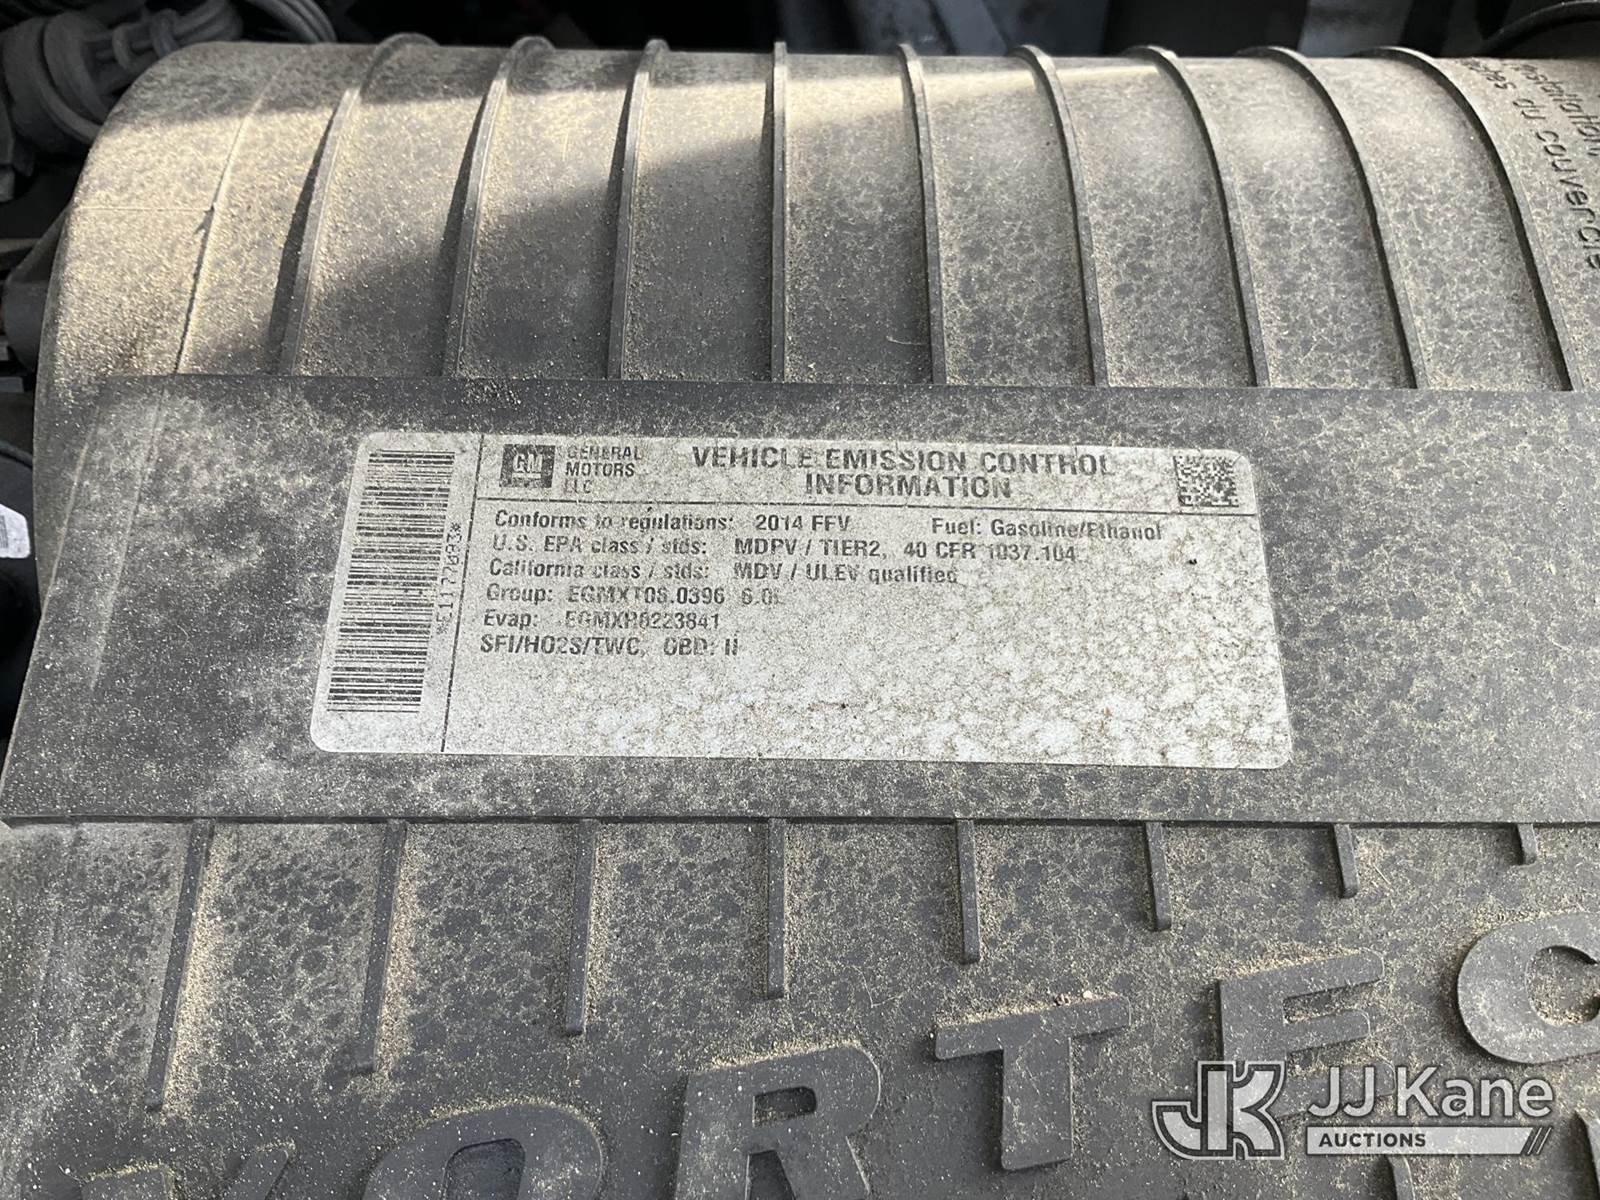 GM
GENERAL
MOTORS
LLC
VEHICLE EMISSION CONTROL
INFORMATION
Conforms to regulations: 2014 FFV Fuel: Gasoline/Ethanol
U.S. EPA class / stds: MDPV / TIER2, 40 CFR 1037.104
California class / stds: MDV / ULEV qualified
Group: EGMXT06.0396 6.0L
Evap: EGMXR0223841
SFI/HO2S/TWC, OBD: II
VORTEC
JK JJ Kane
AUCTIONS